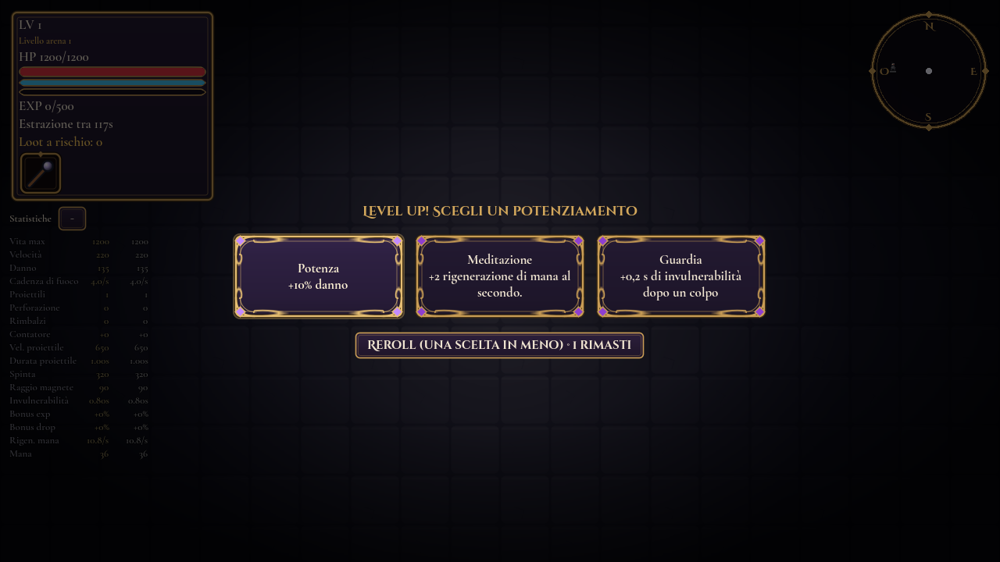 LV 1
Livello arena 1
HP 1200/1200
EXP 0/500
Estrazione tra 117s
Loot a rischio: 0
Statistiche -
Vita max 1200 1200
Velocità 220 220
Danno 135 135
Cadenza di fuoco 4.0/s 4.0/s
Proiettili 1 1
Perforazione 0 0
Rimbalzi 0 0
Contatore +0 +0
Vel. proiettile 650 650
Durata proiettile 1.00s 1.00s
Spinta 320 320
Raggio magnete 90 90
Invulnerabilità 0.80s 0.80s
Bonus exp +0% +0%
Bonus drop +0% +0%
Rigen. mana 10.8/s 10.8/s
Mana 36 36
Level up! Scegli un potenziamento
Potenza
+10% danno
Meditazione
+2 rigenerazione di mana al
secondo.
Guardia
+0,2 s di invulnerabilità
dopo un colpo
Reroll (una scelta in meno) · 1 rimasti
N
O
E
S